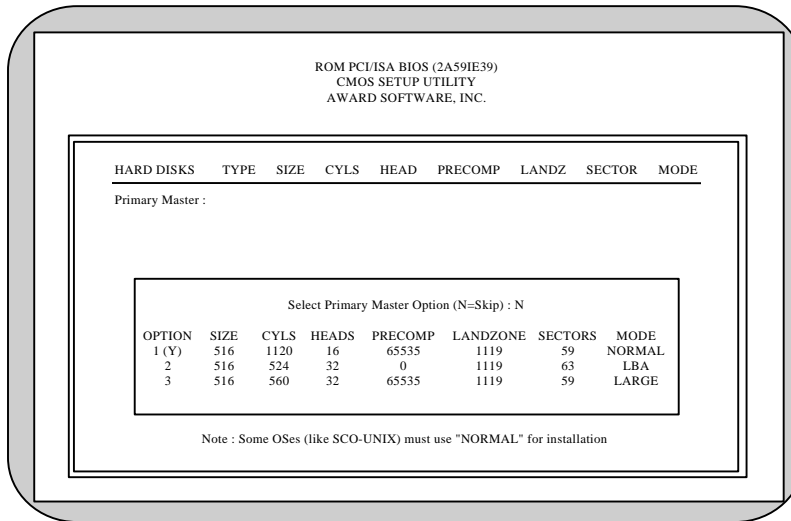 ROM PCI/ISA BIOS (2A59IE39)
CMOS SETUP UTILITY
AWARD SOFTWARE, INC.
HARD DISKS TYPE SIZE CYLS HEAD PRECOMP LANDZ SECTOR MODE
Primary Master :
Select Primary Master Option (N=Skip) : N
OPTION SIZE CYLS HEADS PRECOMP LANDZONE SECTORS MODE
1 (Y) 516 1120 16 65535 1119 59 NORMAL
2 516 524 32 0 1119 63 LBA
3 516 560 32 65535 1119 59 LARGE
Note : Some OSes (like SCO-UNIX) must use "NORMAL" for installation